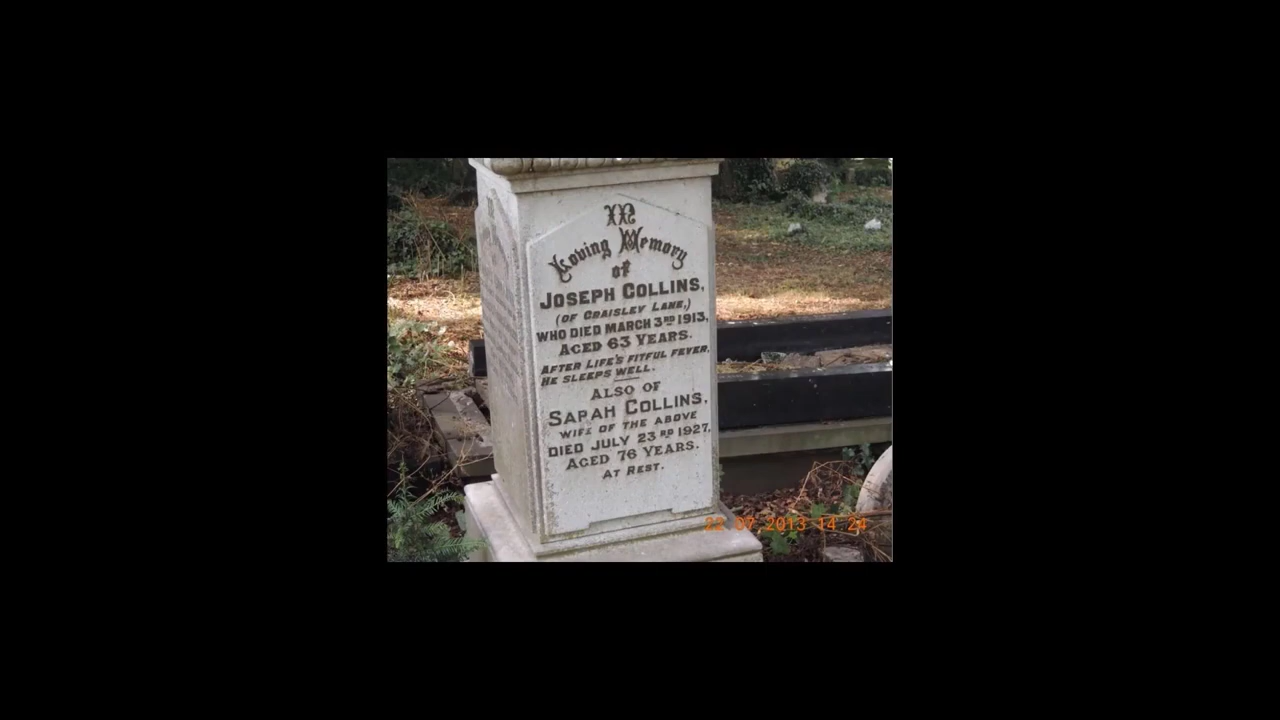 In
Loving Memory
of
JOSEPH COLLINS,
(OF GRAISLEY LANE,)
WHO DIED MARCH 3RD 1913,
AGED 63 YEARS.
AFTER LIFE'S FITFUL FEVER,
HE SLEEPS WELL.
ALSO OF
SARAH COLLINS,
WIFE OF THE ABOVE
DIED JULY 23RD 1927,
AGED 76 YEARS.
AT REST.
22 07 2013 14 24